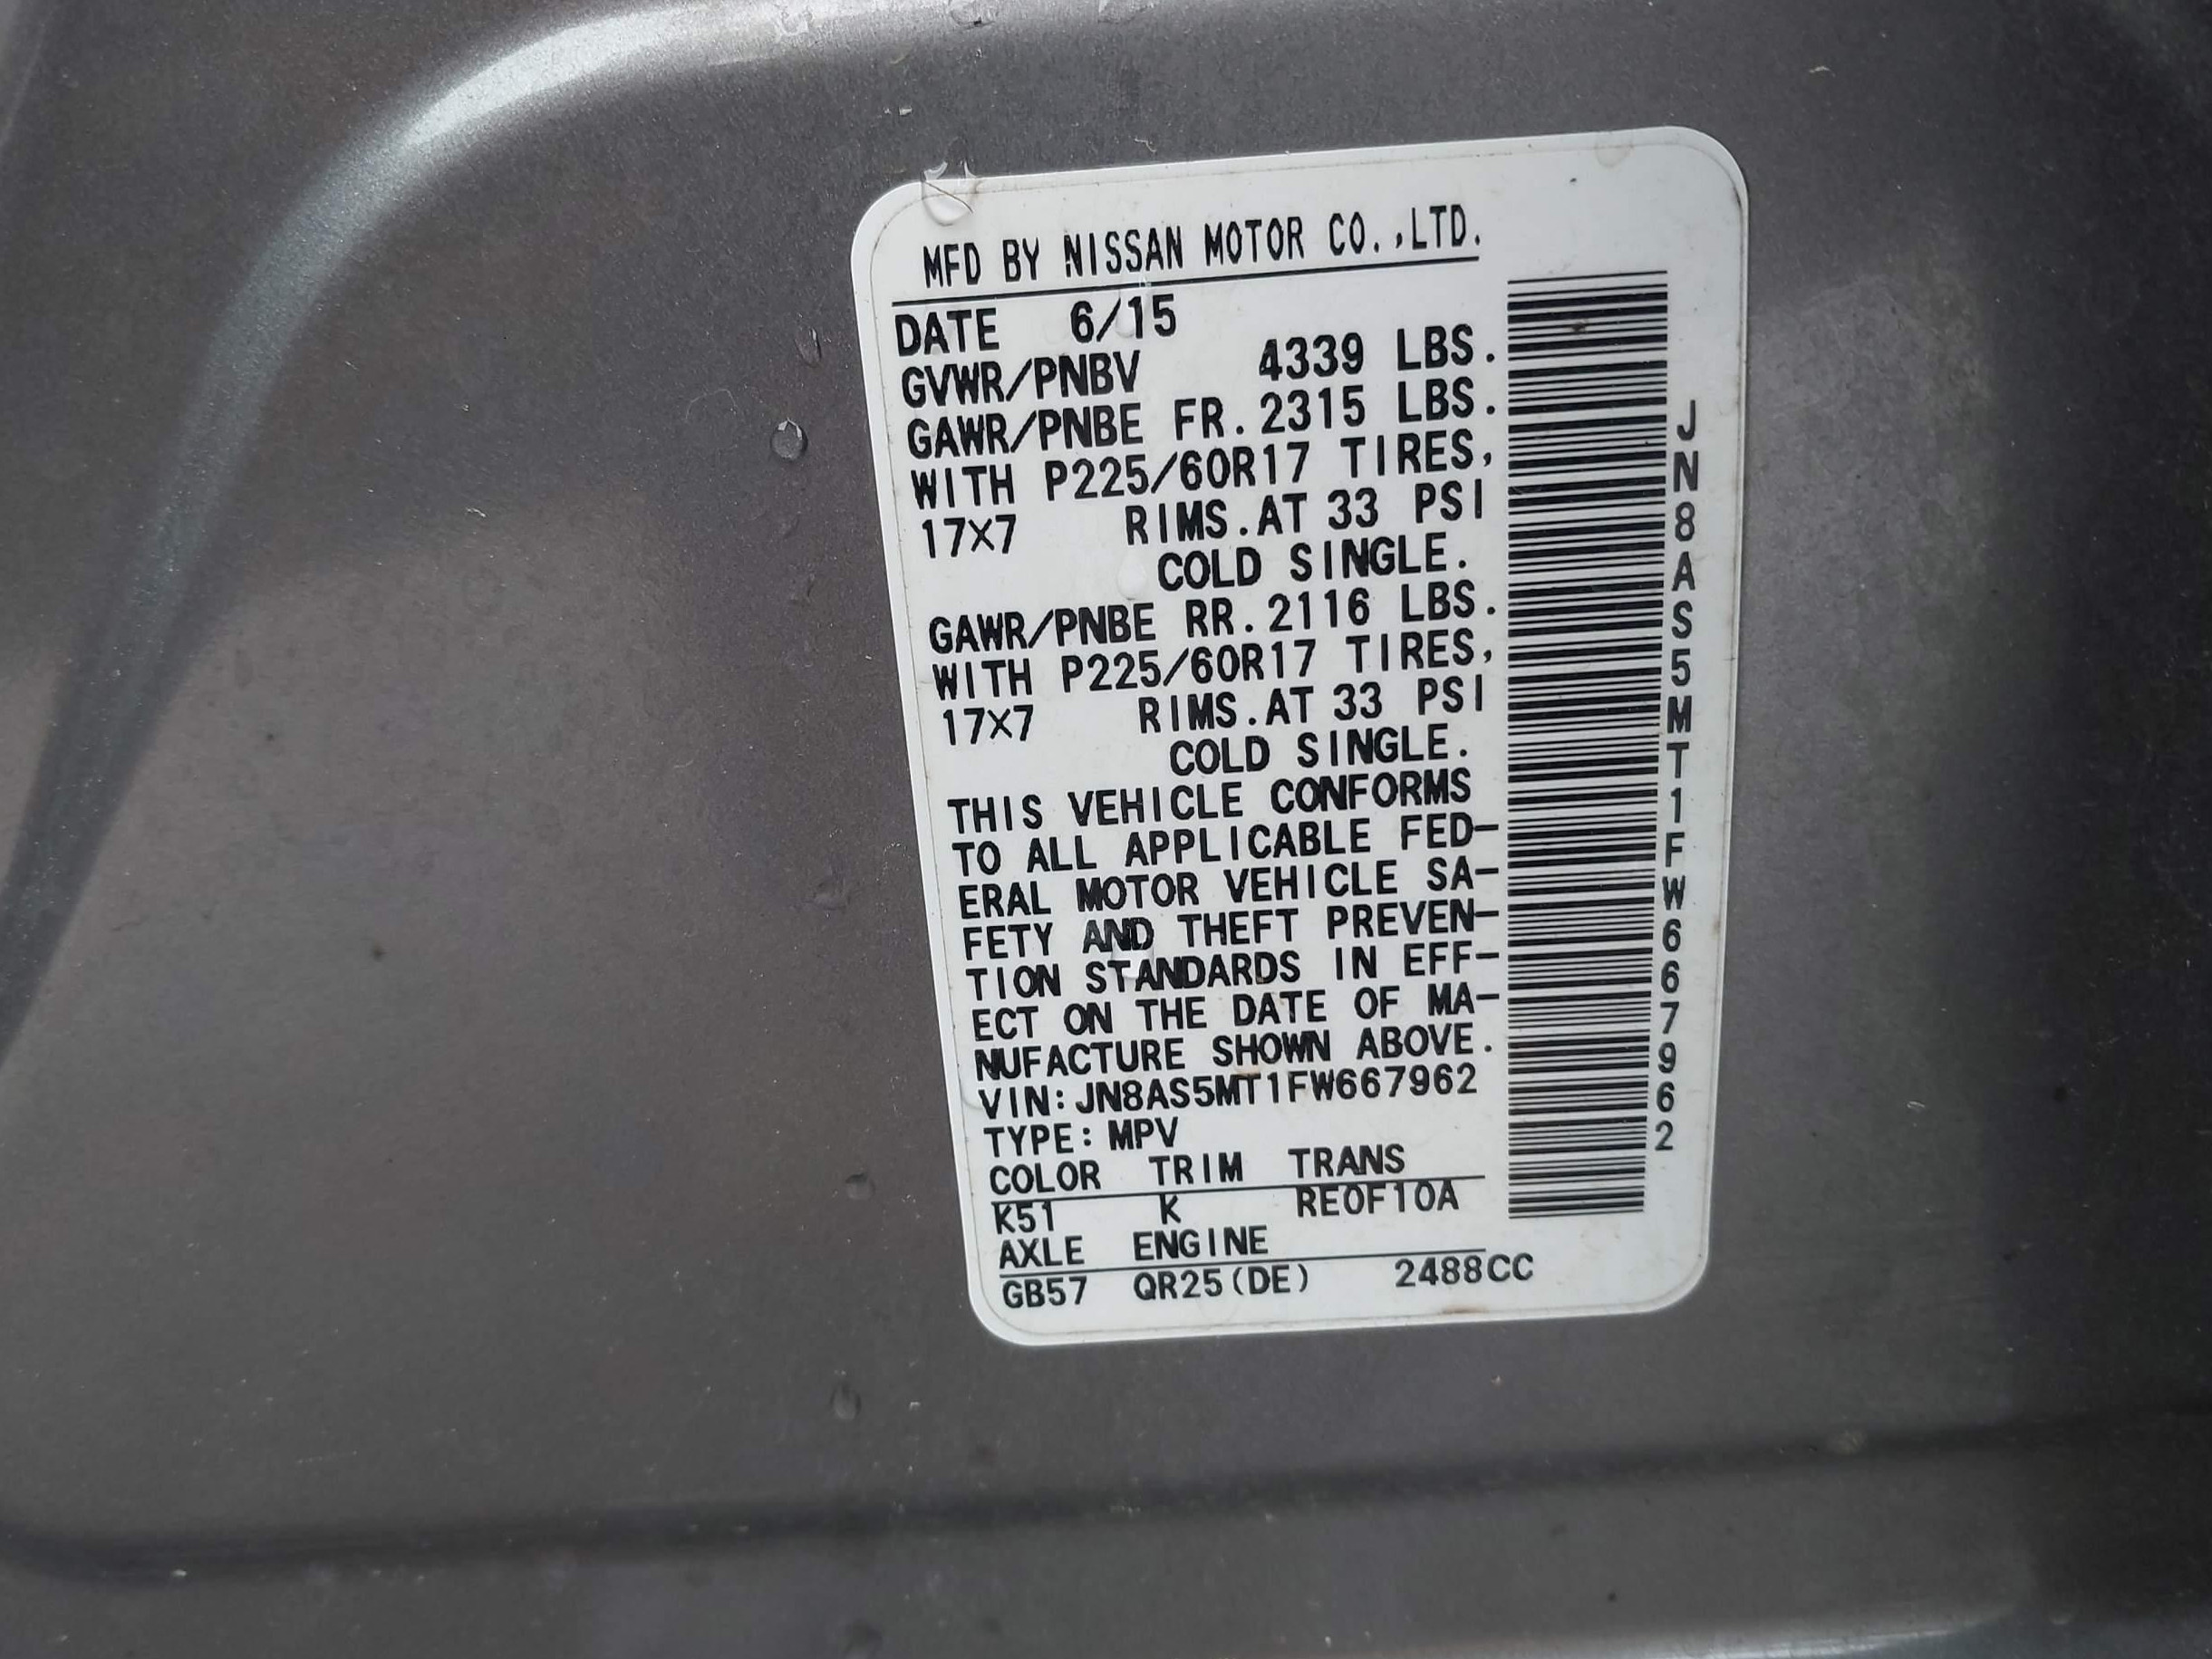 MFD BY NISSAN MOTOR CO.,LTD.
DATE 6/15
GVWR/PNBV 4339 LBS.
GAWR/PNBE FR.2315 LBS.
WITH P225/60R17 TIRES,
17X7 RIMS.AT 33 PSI
COLD SINGLE.
GAWR/PNBE RR.2116 LBS.
WITH P225/60R17 TIRES,
17X7 RIMS.AT 33 PSI
COLD SINGLE.
THIS VEHICLE CONFORMS
TO ALL APPLICABLE FED-
ERAL MOTOR VEHICLE SA-
FETY AND THEFT PREVEN-
TION STANDARDS IN EFF-
ECT ON THE DATE OF MA-
NUFACTURE SHOWN ABOVE.
VIN:JN8AS5MT1FW667962
TYPE:MPV
COLOR TRIM TRANS
K51 K RE0F10A
AXLE ENGINE
GB57 QR25(DE) 2488CC
JN8AS5MT1FW667962